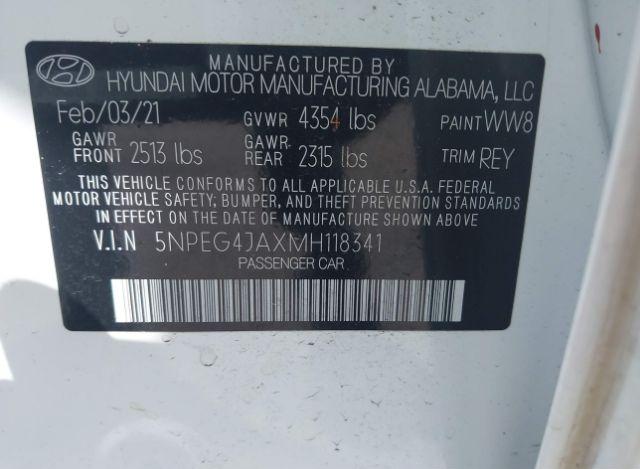 MANUFACTURED BY
HYUNDAI MOTOR MANUFACTURING ALABAMA, LLC
Feb/03/21 GVWR 4354 lbs PAINT WW8
GAWR FRONT 2513 lbs GAWR REAR 2315 lbs TRIM REY
THIS VEHICLE CONFORMS TO ALL APPLICABLE U.S.A. FEDERAL
MOTOR VEHICLE SAFETY, BUMPER, AND THEFT PREVENTION STANDARDS
IN EFFECT ON THE DATE OF MANUFACTURE SHOWN ABOVE.
V.I.N 5NPEG4JAXMH118341
PASSENGER CAR